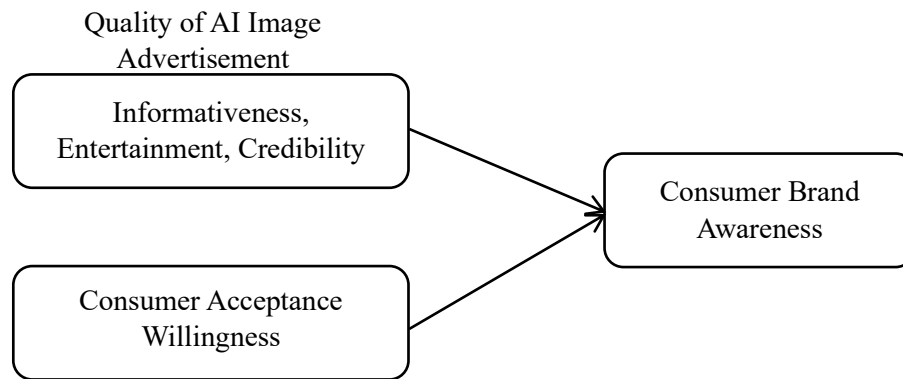 Quality of AI Image
Advertisement
Informativeness,
Entertainment, Credibility
Consumer Brand
Awareness
Consumer Acceptance
Willingness